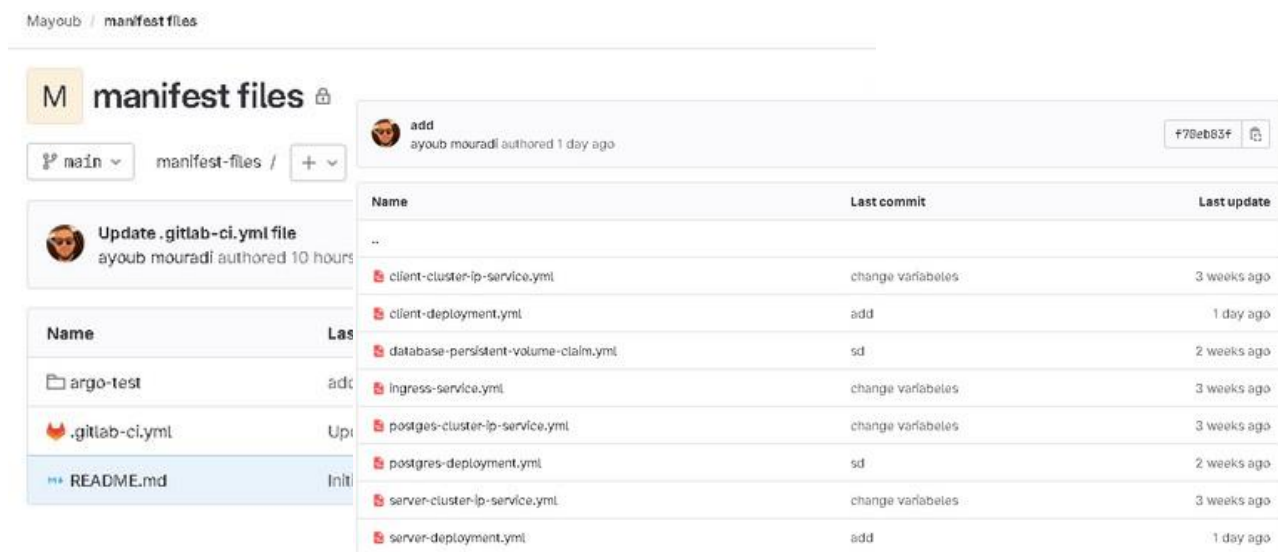 Mayoub / manifest files
M manifest files
main manifest-files / +
Update .gitlab-ci.yml file
ayoub mouradi authored 10 hours
Name Las
argo-test add
.gitlab-ci.yml Upd
README.md Initi
add
ayoub mouradi authored 1 day ago
f78eb83f
Name Last commit Last update
..
client-cluster-ip-service.yml change variabeles 3 weeks ago
client-deployment.yml add 1 day ago
database-persistent-volume-claim.yml sd 2 weeks ago
ingress-service.yml change variabeles 3 weeks ago
postges-cluster-ip-service.yml change variabeles 3 weeks ago
postgres-deployment.yml sd 2 weeks ago
server-cluster-ip-service.yml change variabeles 3 weeks ago
server-deployment.yml add 1 day ago